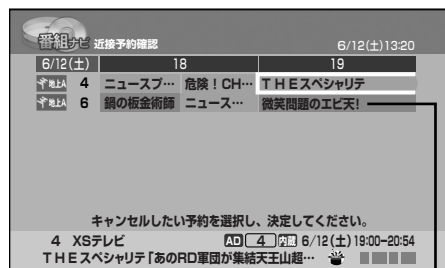 番組ナビ 近接予約確認 6/12(土)13:20
6/12(土) 18 19
地上A 4 ニュースプ… 危険！CH… THEスペシャリテ
地上A 6 鍋の板金術師 ニュース… 微笑問題のエビ天!
キャンセルしたい予約を選択し、決定してください。
4 XSテレビ AD 4 内蔵 6/12(土)19:00-20:54
THEスペシャリテ「あのRD軍団が集結天王山超…